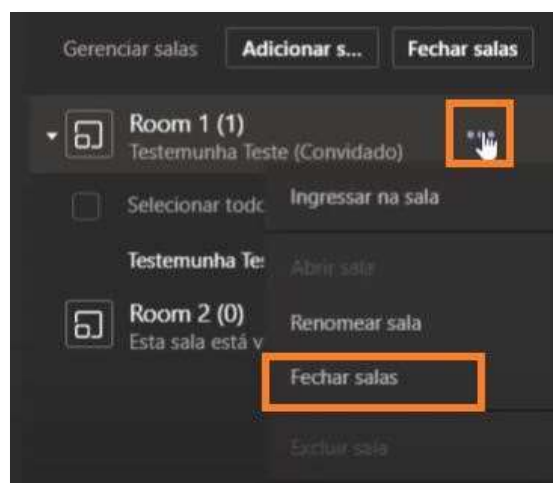 Gerenciar salas Adicionar s... Fechar salas
Room 1 (1)
Testemunha Teste (Convidado)
Selecionar todc
Ingressar na sala
Testemunha Te:
Abrir sala
Room 2 (0)
Esta sala está v
Renomear sala
Fechar salas
Excluir sala